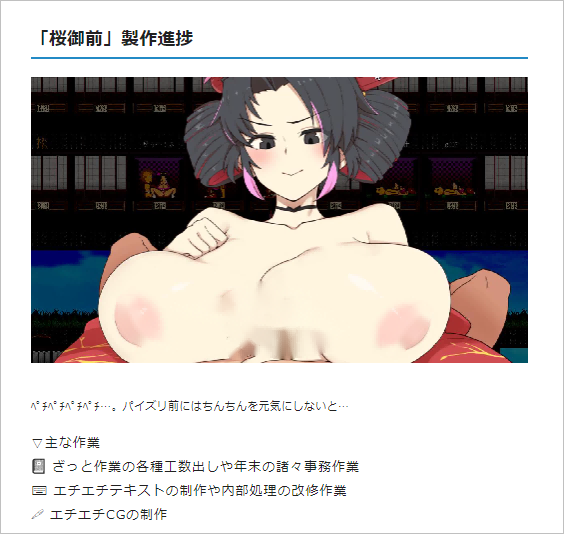 「桜御前」製作進捗
ﾍﾟﾁﾍﾟﾁﾍﾟﾁﾍﾟﾁ…。パイズリ前にはちんちんを元気にしないと…
▽主な作業
ざっと作業の各種工数出しや年末の諸々事務作業
エチエチテキストの制作や内部処理の改修作業
エチエチCGの制作